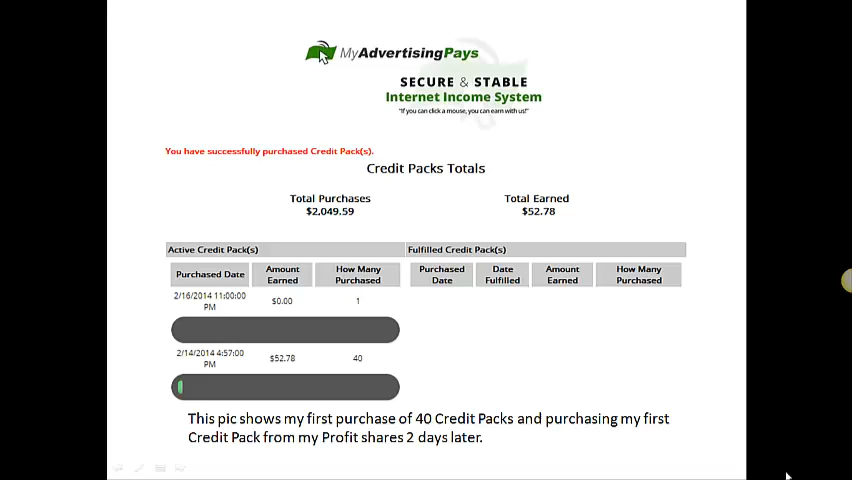 MyAdvertisingPays
SECURE & STABLE
Internet Income System
"If you can click a mouse, you can earn with us!"
You have successfully purchased Credit Pack(s).
Credit Packs Totals
Total Purchases Total Earned
$2,049.59 $52.78
Active Credit Pack(s) Fulfilled Credit Pack(s)
Purchased Date Amount Earned How Many Purchased Purchased Date Date Fulfilled Amount Earned How Many Purchased
2/16/2014 11:00:00 PM $0.00 1
2/14/2014 4:57:00 PM $52.78 40
This pic shows my first purchase of 40 Credit Packs and purchasing my first
Credit Pack from my Profit shares 2 days later.